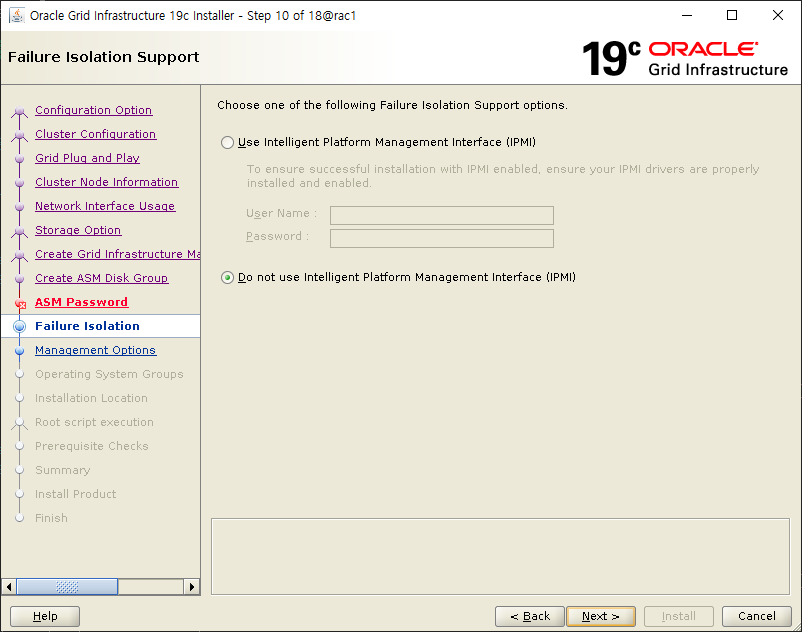 Oracle Grid Infrastructure 19c Installer - Step 10 of 18@rac1
Failure Isolation Support
19c ORACLE
Grid Infrastructure
Configuration Option
Cluster Configuration
Grid Plug and Play
Cluster Node Information
Network Interface Usage
Storage Option
Create Grid Infrastructure Ma
Create ASM Disk Group
ASM Password
Failure Isolation
Management Options
Operating System Groups
Installation Location
Root script execution
Prerequisite Checks
Summary
Install Product
Finish
Choose one of the following Failure Isolation Support options.
Use Intelligent Platform Management Interface (IPMI)
To ensure successful installation with IPMI enabled, ensure your IPMI drivers are properly
installed and enabled.
User Name :
Password :
Do not use Intelligent Platform Management Interface (IPMI)
Help
< Back
Next >
Install
Cancel